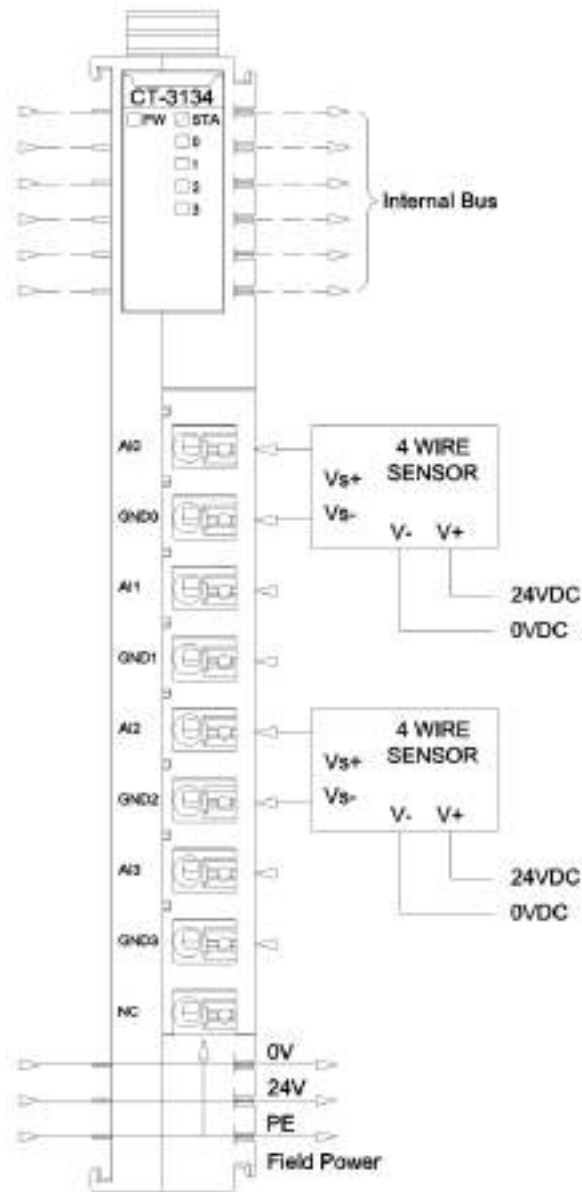 CT-3134
PW STA
0
1
2
3
Internal Bus
AI0
GND0
AI1
GND1
AI2
GND2
AI3
GND3
NC
4 WIRE
SENSOR
Vs+
Vs-
V- V+
24VDC
0VDC
4 WIRE
SENSOR
Vs+
Vs-
V- V+
24VDC
0VDC
0V
24V
PE
Field Power